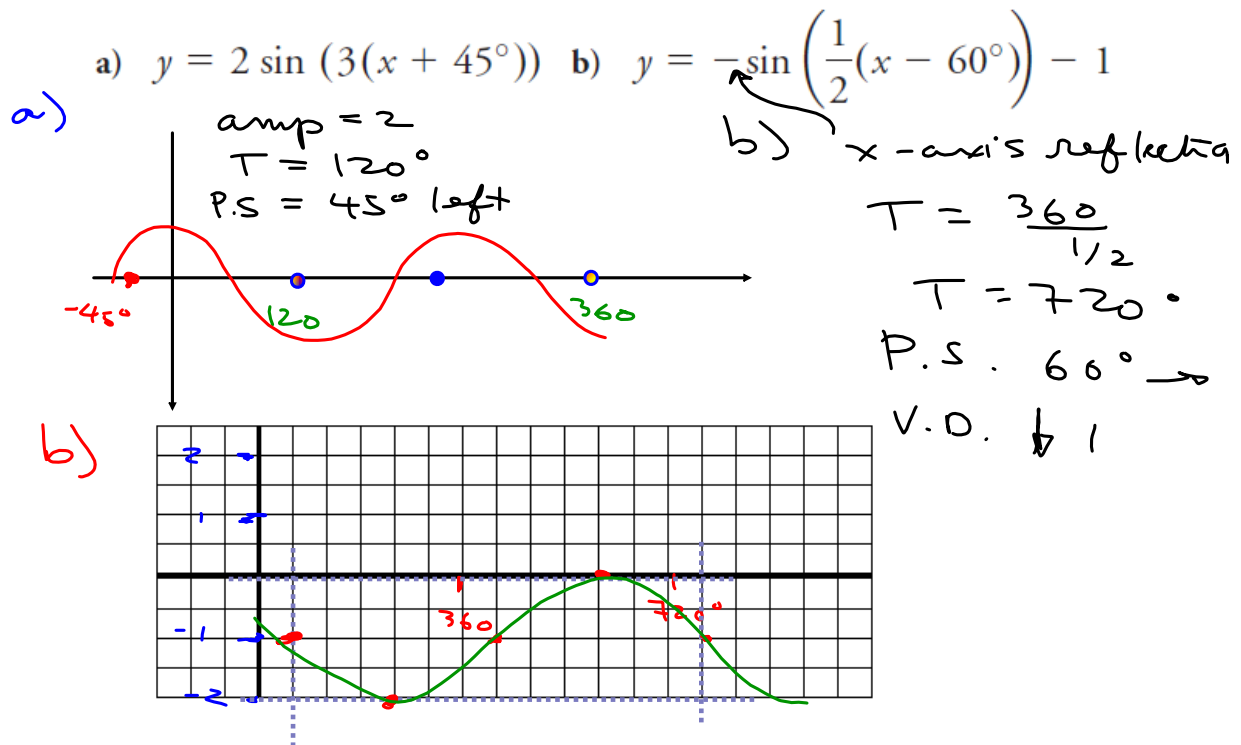 a) y = 2 sin (3(x + 45°)) b) y = −sin (1/2(x − 60°)) − 1
a)
amp = 2
T = 120°
P.S = 45° left
-45°
120
360
b) x-axis reflectio
T = 360/1/2
T = 720°
P.S. 60° →
V.D. ↓ 1
b)
2
1
-1
-2
360
720°